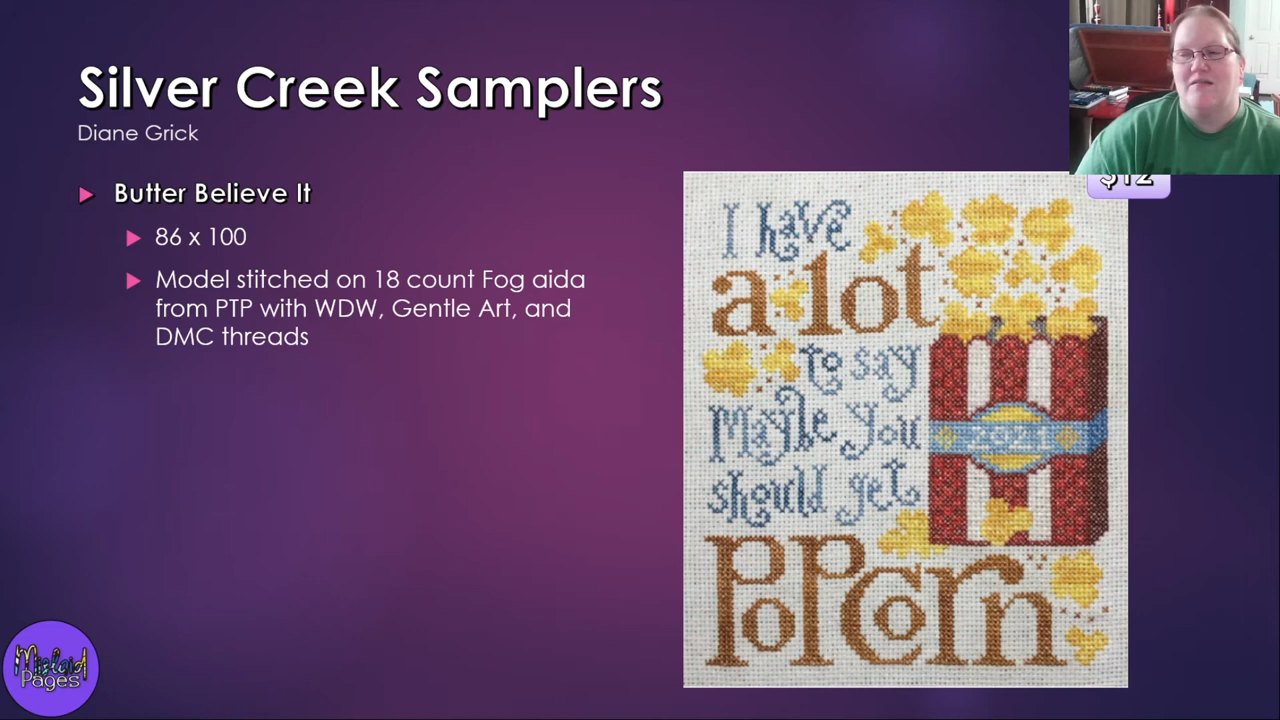 Silver Creek Samplers
Diane Grick
Butter Believe It
86 x 100
Model stitched on 18 count Fog aida
from PTP with WDW, Gentle Art, and
DMC threads
$12
I have
a lot
to say
Maybe You
should get
POPCorn
2021
Pages